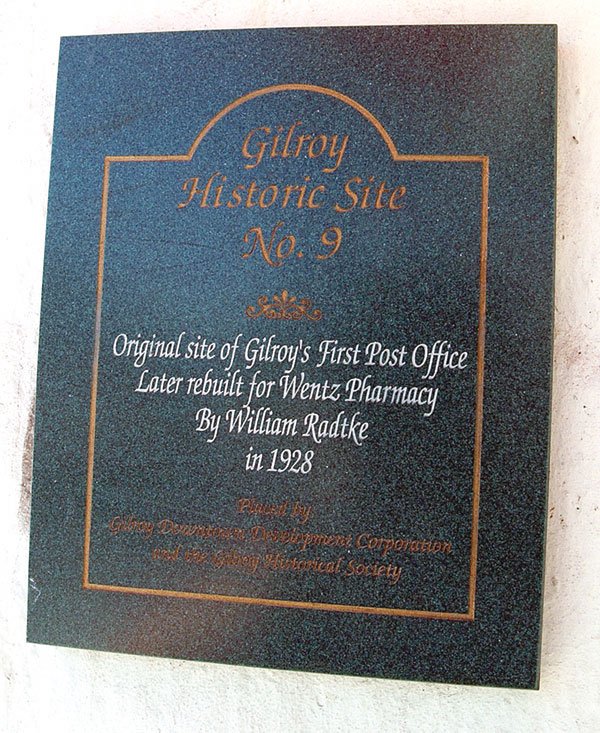 Gilroy
Historic Site
No. 9
Original site of Gilroy's First Post Office
Later rebuilt for Wentz Pharmacy
By William Radtke
in 1928
Placed by:
Gilroy Downtown Development Corporation
and the Gilroy Historical Society